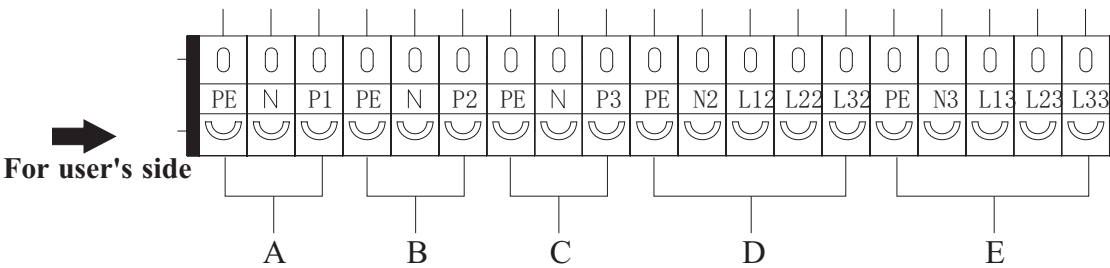 PE N P1 PE N P2 PE N P3 PE N2 L12 L22 L32 PE N3 L13 L23 L33
For user's side
A B C D E